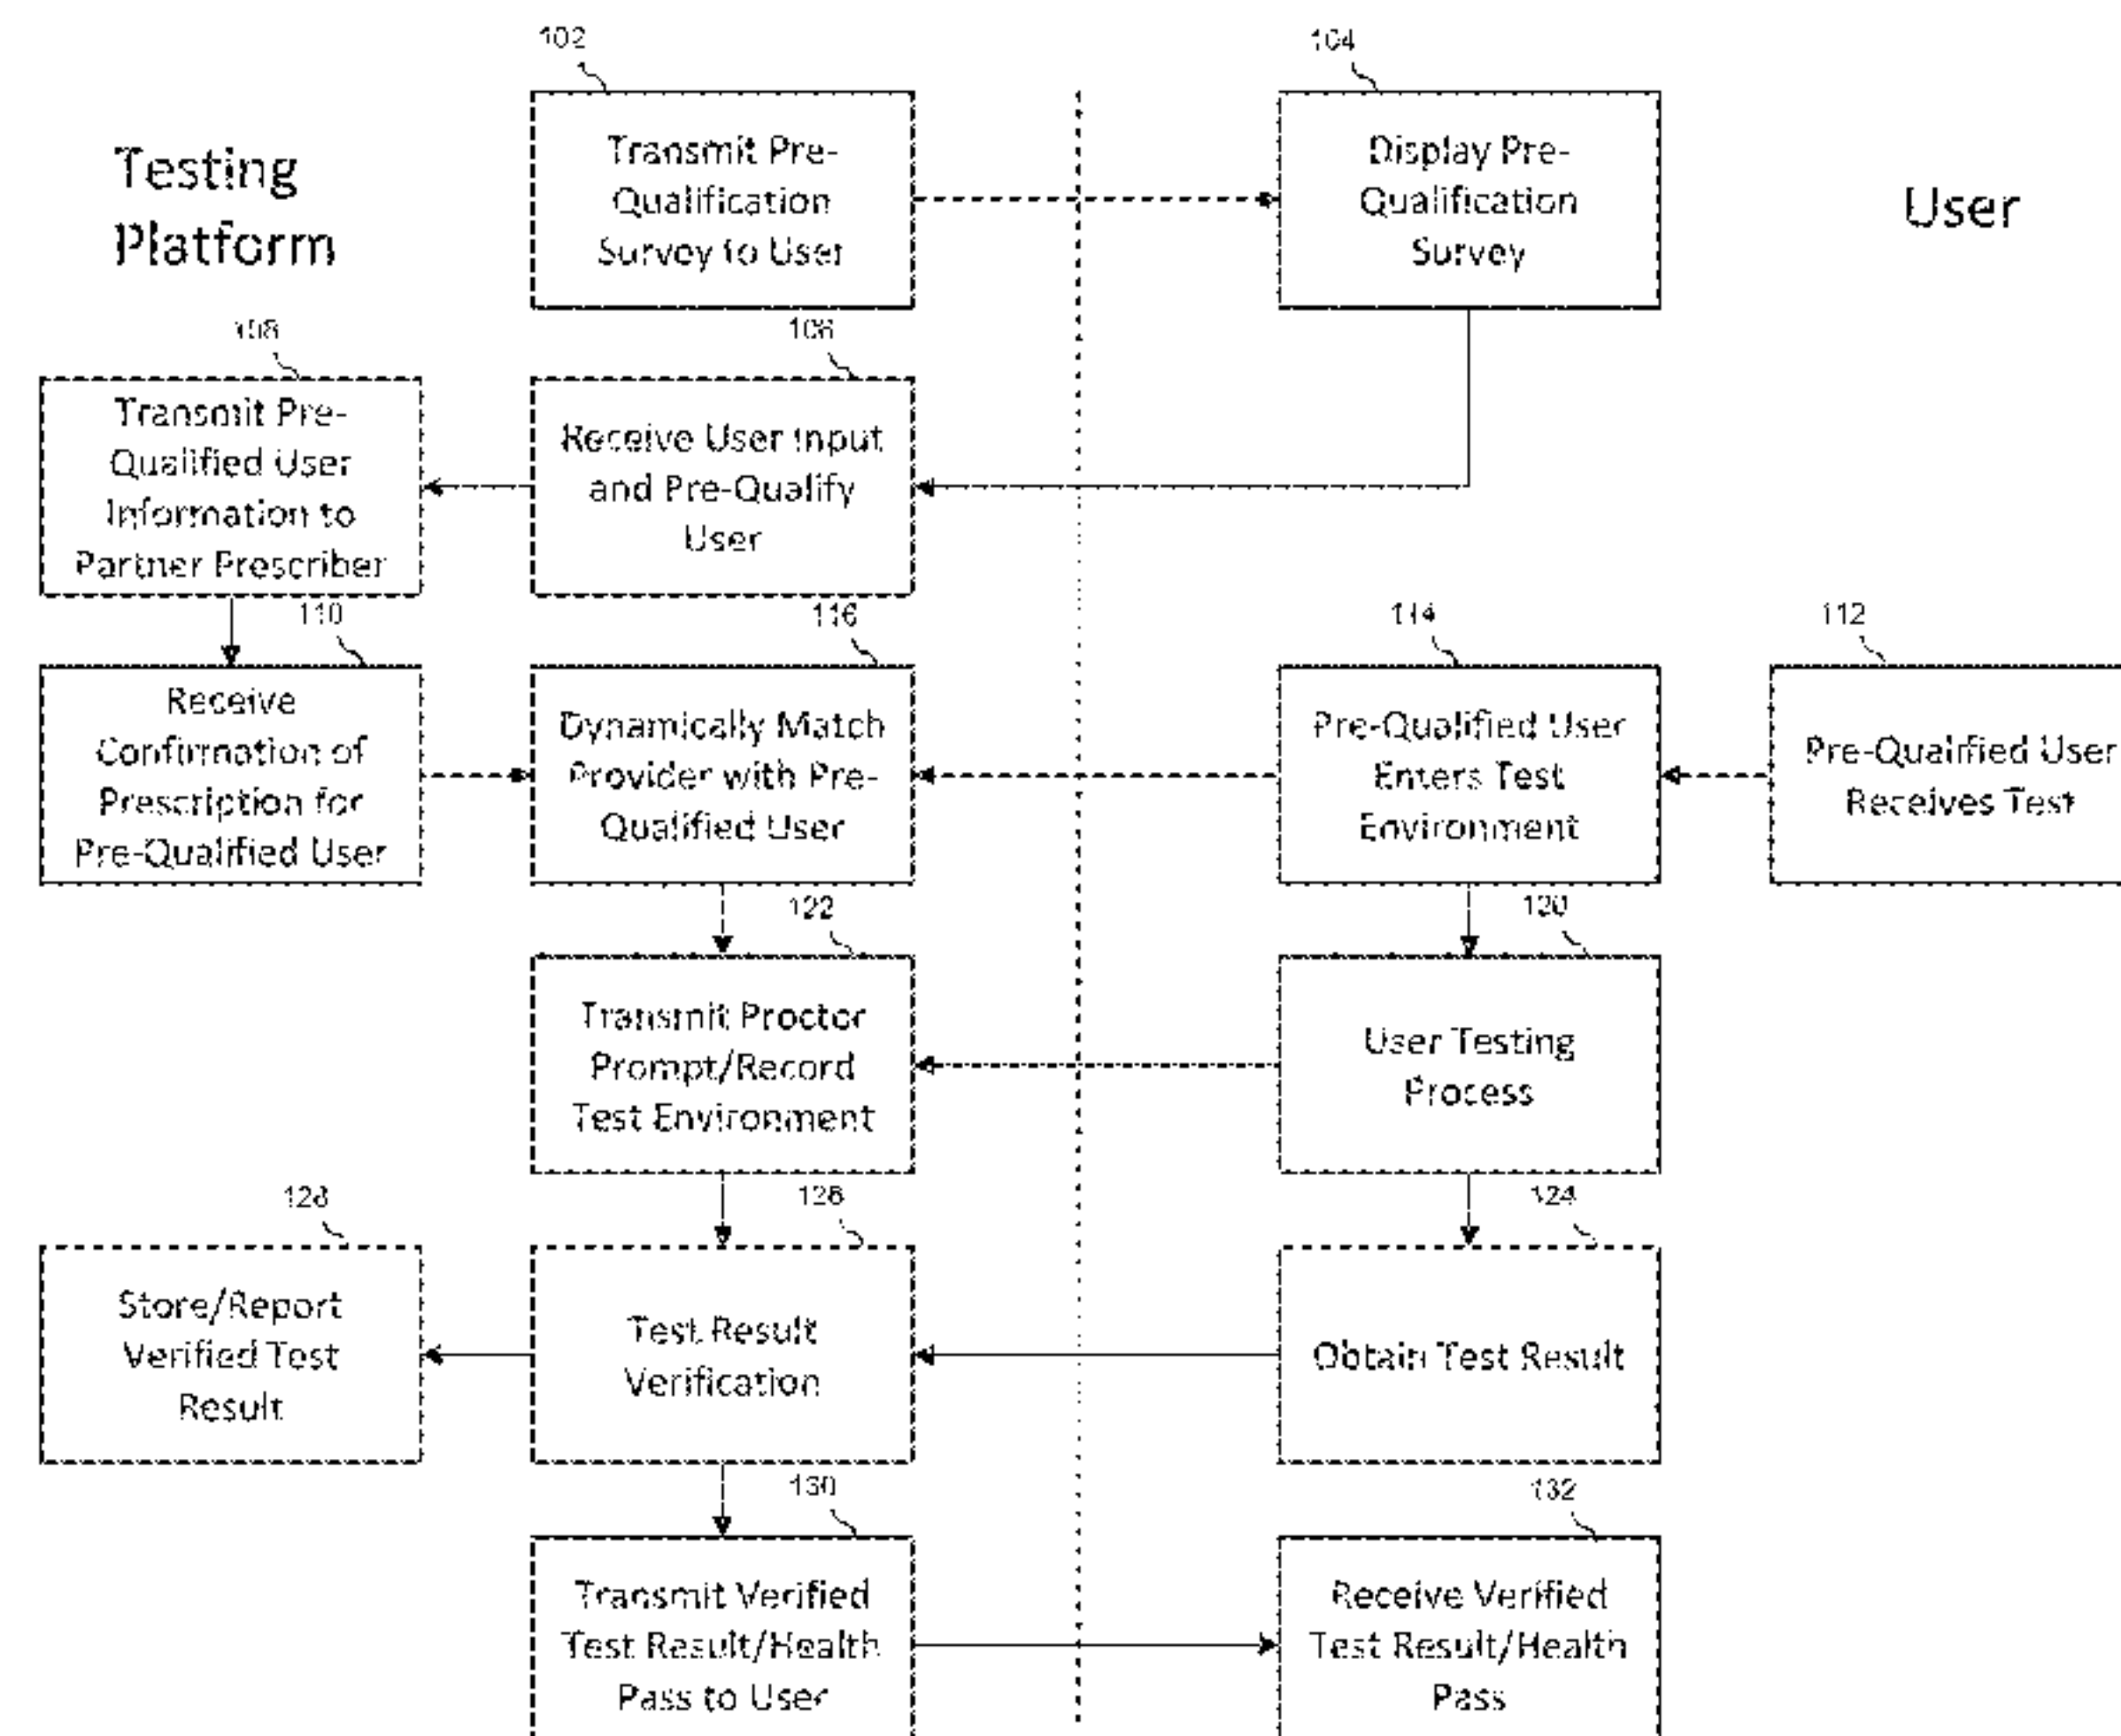 102
104
Testing
Platform
Transmit Pre-
Qualification
Survey to User
Display Pre-
Qualification
Survey
User
108
106
Transmit Pre-
Qualified User
Information to
Partner Prescriber
Receive User Input
and Pre-Qualify
User
110
116
114
112
Receive
Confirmation of
Prescription for
Pre-Qualified User
Dynamically Match
Provider with Pre-
Qualified User
Pre-Qualified User
Enters Test
Environment
Pre-Qualified User
Receives Test
122
120
Transmit Proctor
Prompt/Record
Test Environment
User Testing
Process
128
126
124
Store/Report
Verified Test
Result
Test Result
Verification
Obtain Test Result
130
132
Transmit Verified
Test Result/Health
Pass to User
Receive Verified
Test Result/Health
Pass